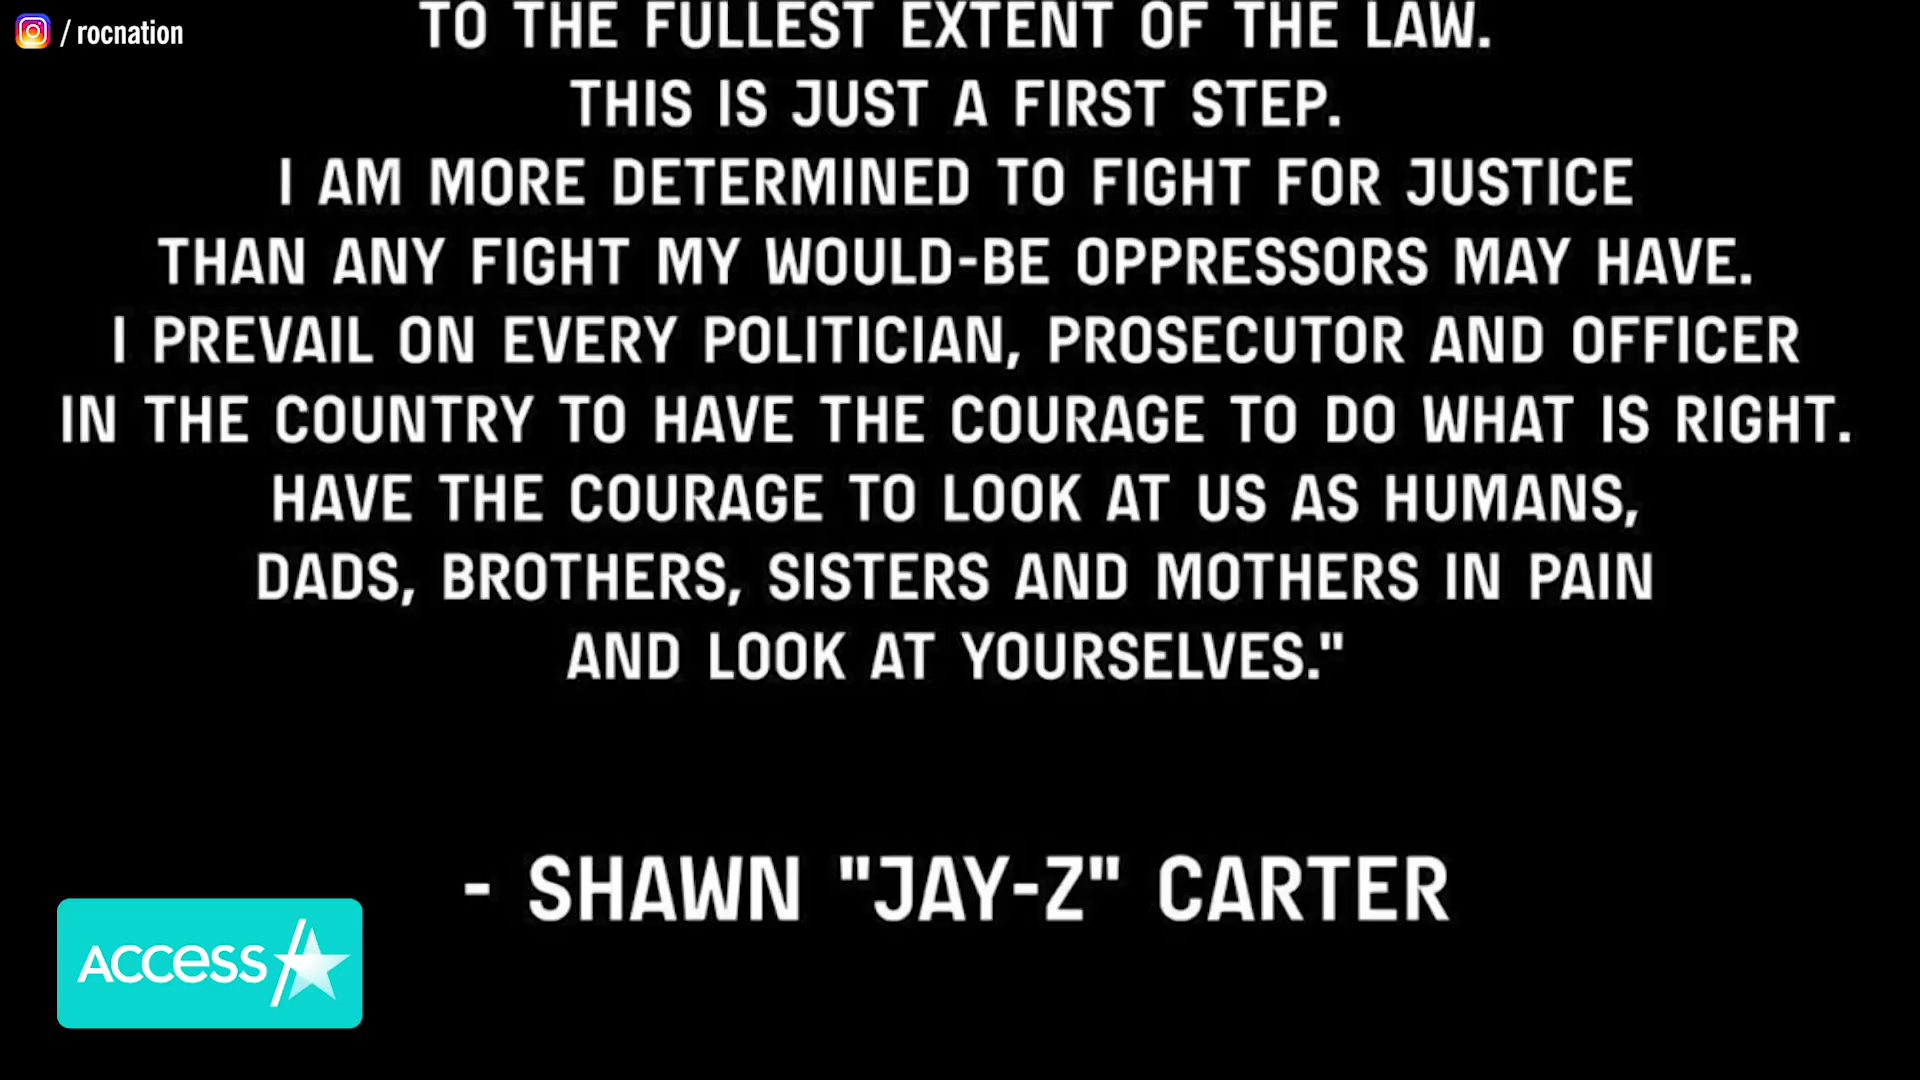 / rocnation
TO THE FULLEST EXTENT OF THE LAW.
THIS IS JUST A FIRST STEP.
I AM MORE DETERMINED TO FIGHT FOR JUSTICE
THAN ANY FIGHT MY WOULD-BE OPPRESSORS MAY HAVE.
I PREVAIL ON EVERY POLITICIAN, PROSECUTOR AND OFFICER
IN THE COUNTRY TO HAVE THE COURAGE TO DO WHAT IS RIGHT.
HAVE THE COURAGE TO LOOK AT US AS HUMANS,
DADS, BROTHERS, SISTERS AND MOTHERS IN PAIN
AND LOOK AT YOURSELVES."
- SHAWN "JAY-Z" CARTER
ACCESS